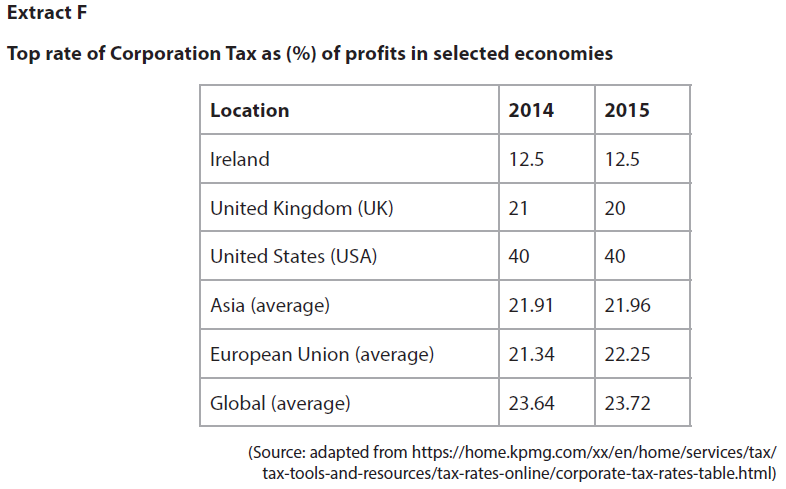 Extract F
Top rate of Corporation Tax as (%) of profits in selected economies
Location 2014 2015
Ireland 12.5 12.5
United Kingdom (UK) 21 20
United States (USA) 40 40
Asia (average) 21.91 21.96
European Union (average) 21.34 22.25
Global (average) 23.64 23.72
(Source: adapted from https://home.kpmg.com/xx/en/home/services/tax/
tax-tools-and-resources/tax-rates-online/corporate-tax-rates-table.html)